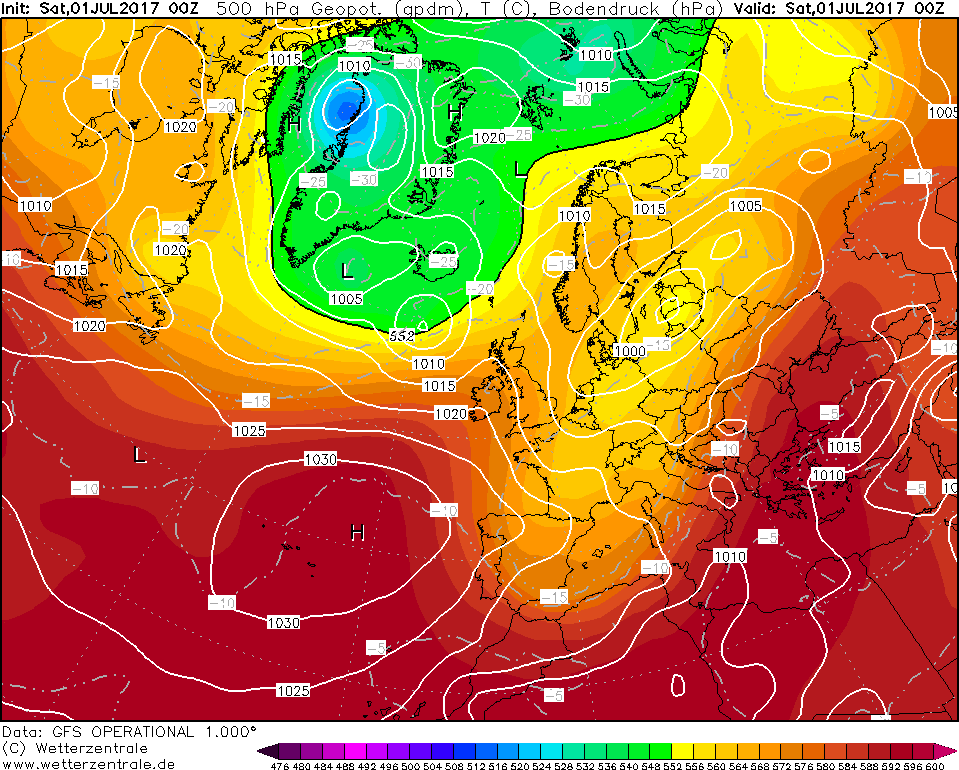 Init: Sat,01JUL2017 00Z 500 hPa Geopot. (gpdm), T (C), Bodendruck (hPa) Valid: Sat,01JUL2017 00Z
-25
1015 1010 -30 1010
-15 1015
-20 -30
1005
H H
1020 1020 -25
L
1015 -20
-25 -30 -10
1010 1015 1005
1010
-20
1020
10 -25 -15
1015 L
-20
1005
1020
552
1000 -15 -10
1010
1015
-15
1020 -5
1025
1015
-10
L 1030
1010
-10 -5 10
-10
H -5
1010
-10
-15
-10
1030
-5
1025 -5
Data: GFS OPERATIONAL 1.000°
(C) Wetterzentrale
www.wetterzentrale.de
476 480 484 488 492 496 500 504 508 512 516 520 524 528 532 536 540 548 552 556 560 564 568 572 576 580 584 588 592 596 600